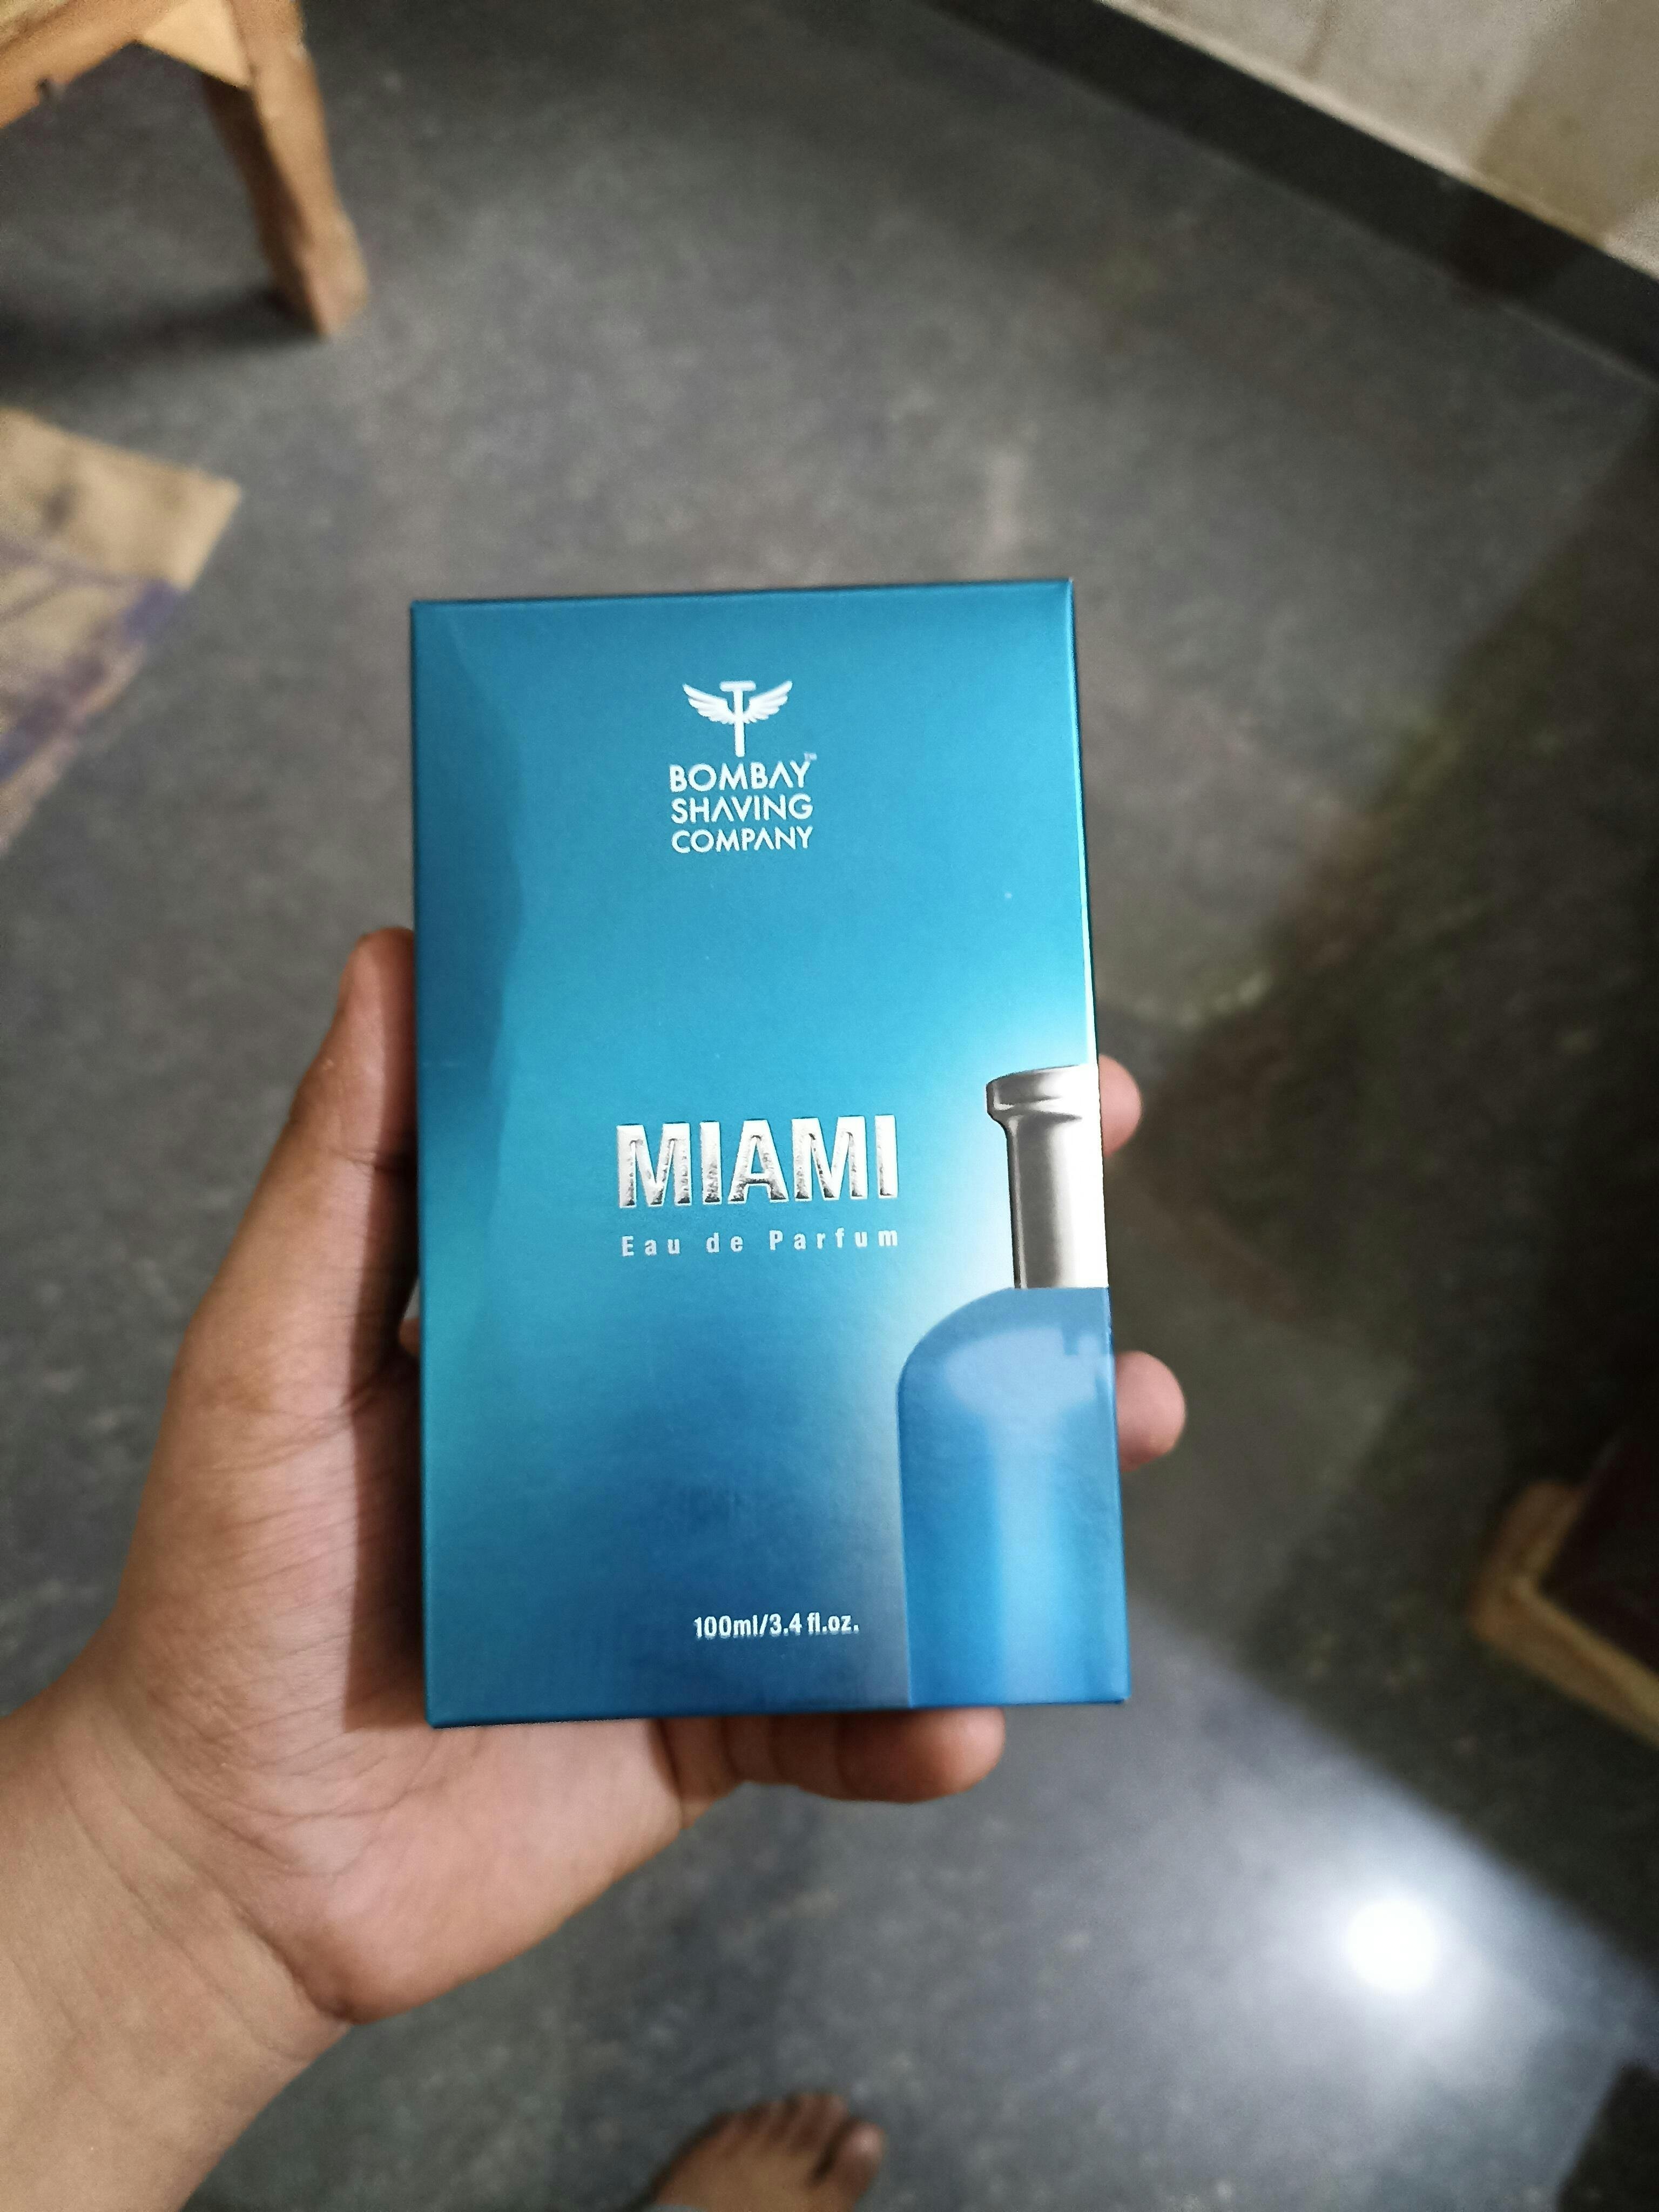 BOMBAY™
SHAVING
COMPANY
MIAMI
Eau de Parfum
100ml/3.4 fl.oz.